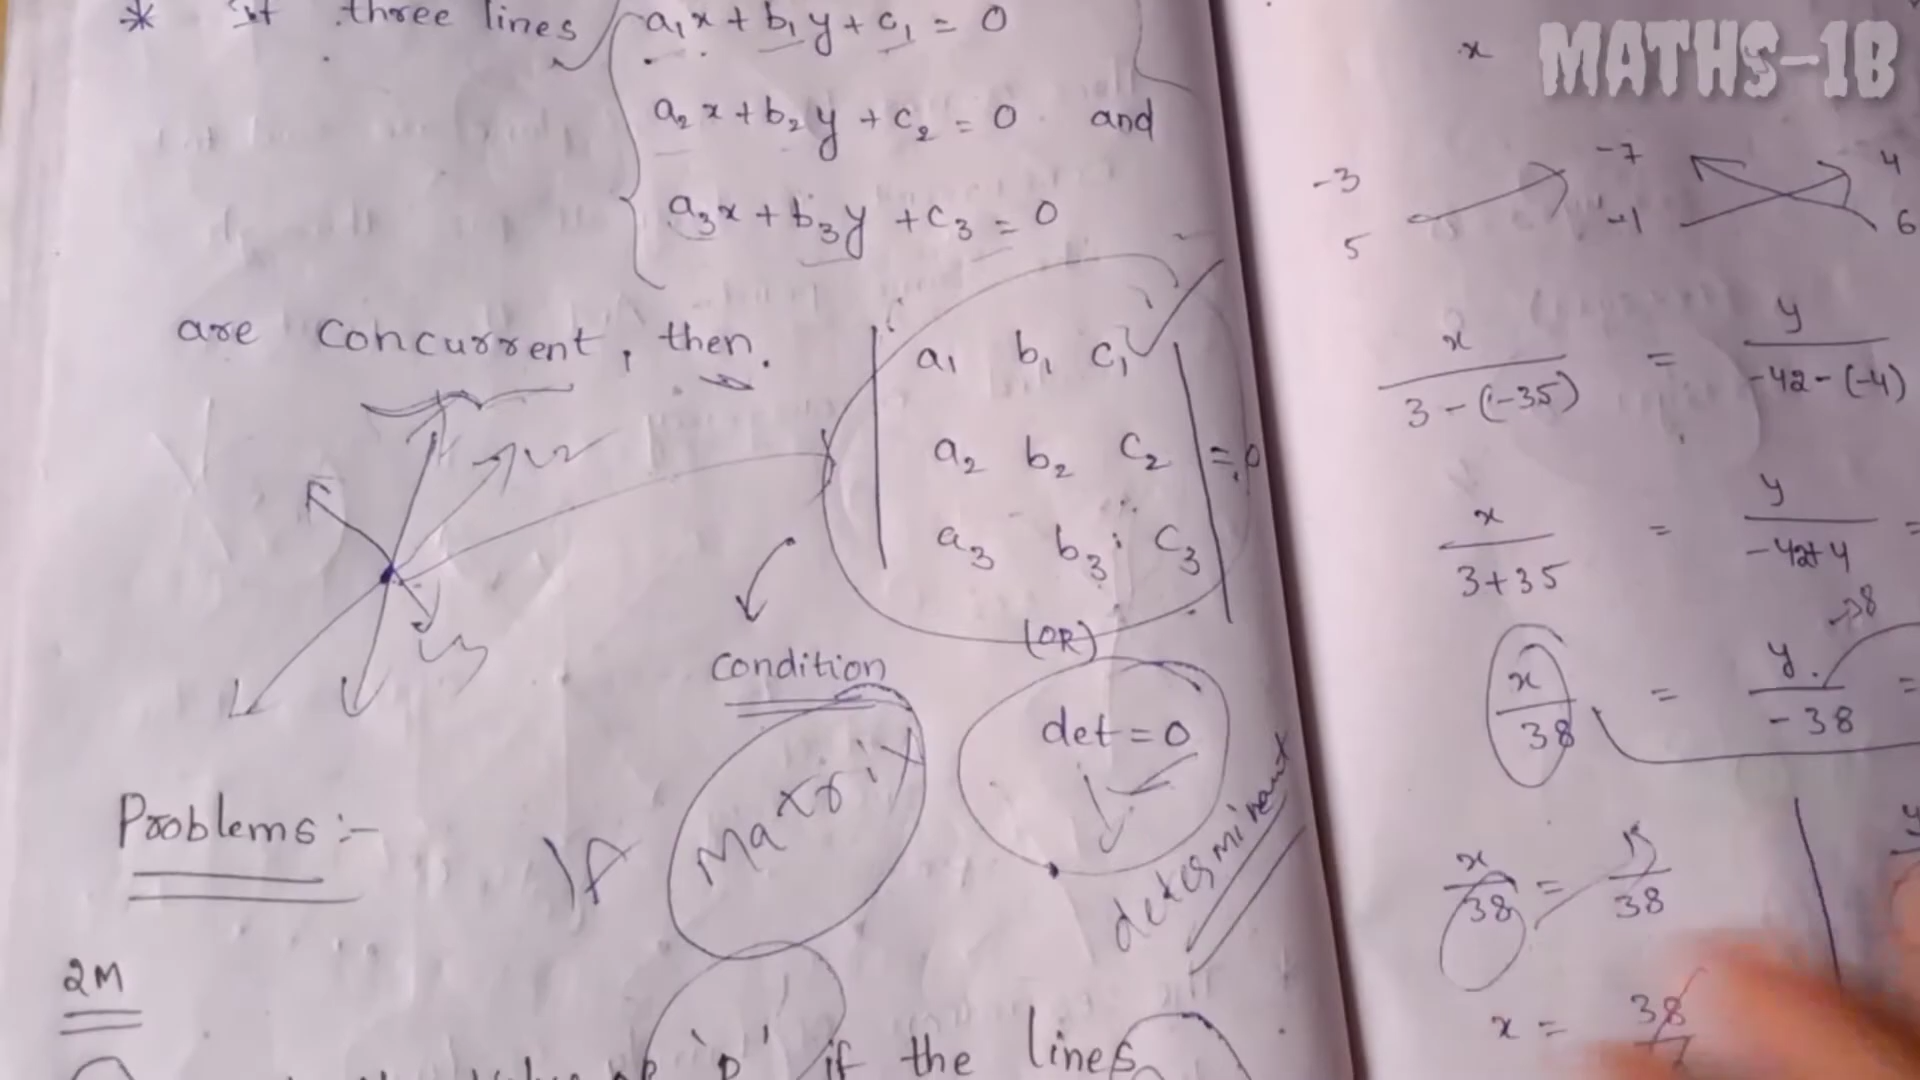 * If three lines a₁x + b₁y + c₁ = 0
a₂x + b₂y + c₂ = 0 and
a₃x + b₃y + c₃ = 0
are concurrent, then.
a₁ b₁ c₁
a₂ b₂ c₂ = 0
a₃ b₃ c₃
(OR)
L2
L3
condition
det = 0
Matrix
determinant
Problems :-
2M
'p' if the lines
MATHS-1B
x
-3 -7 4
5 -1 6
x/3-(-35) = y/-42-(-4)
x/3+35 = y/-42+4 =
-38
x/38 = y/-38 =
x/38 = 1/38
x = 38